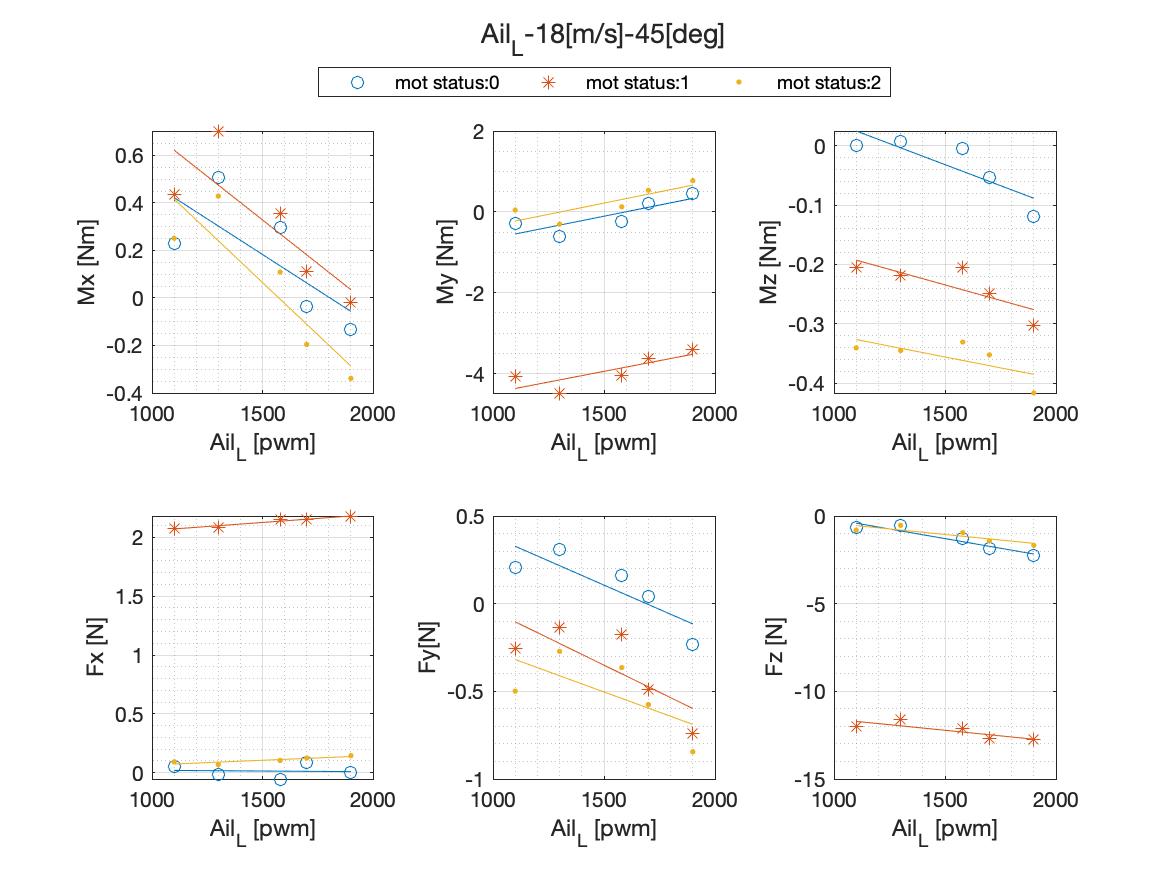 Ail_L-18[m/s]-45[deg]
mot status:0 mot status:1 mot status:2
0.6
0.4
0.2
0
-0.2
-0.4
Mx [Nm]
1000 1500 2000
Ail_L [pwm]
2
0
-2
-4
My [Nm]
1000 1500 2000
Ail_L [pwm]
0
-0.1
-0.2
-0.3
-0.4
Mz [Nm]
1000 1500 2000
Ail_L [pwm]
2
1.5
1
0.5
0
Fx [N]
1000 1500 2000
Ail_L [pwm]
0.5
0
-0.5
-1
Fy[N]
1000 1500 2000
Ail_L [pwm]
0
-5
-10
-15
Fz [N]
1000 1500 2000
Ail_L [pwm]